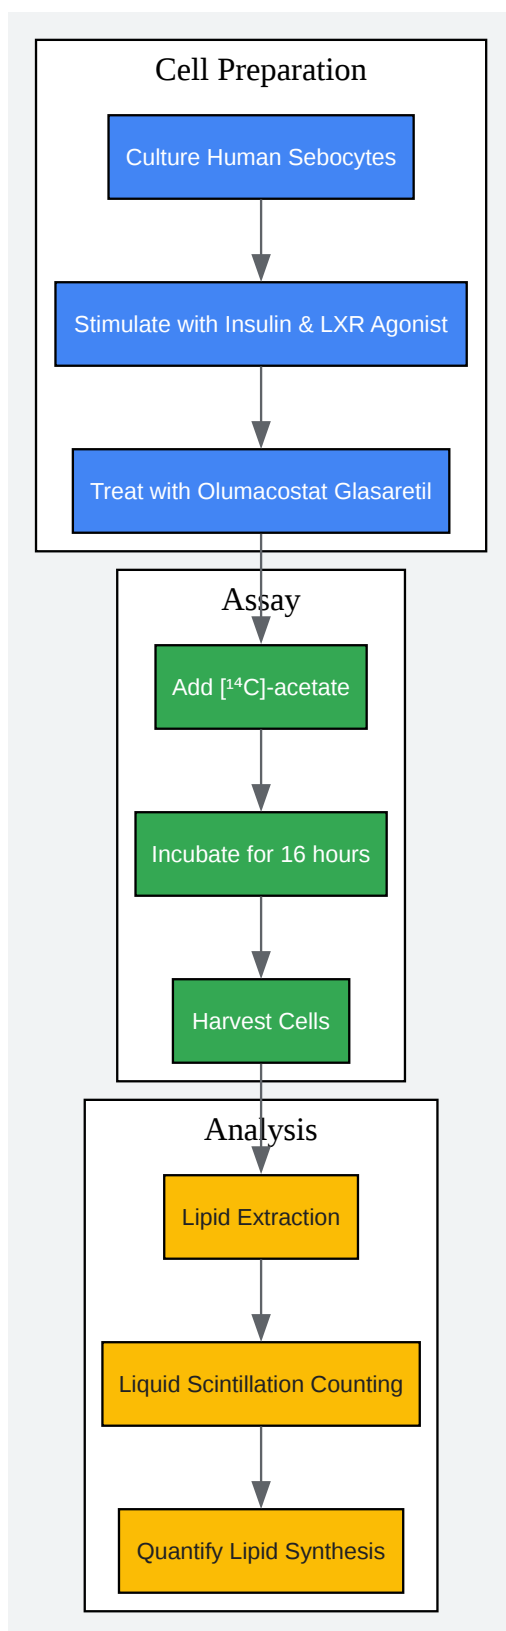 Cell Preparation
Culture Human Sebocytes
Stimulate with Insulin & LXR Agonist
Treat with Olumacostat Glasaretil
Assay
Add [¹⁴C]-acetate
Incubate for 16 hours
Harvest Cells
Analysis
Lipid Extraction
Liquid Scintillation Counting
Quantify Lipid Synthesis